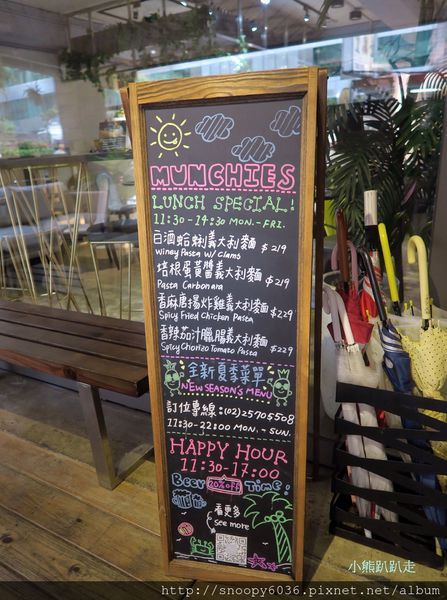 MUNCHIES
LUNCH SPECIAL!
11:30-14:30 MON.-FRI.
白酒蛤蜊義大利麵 $219
Winey Pasta w/ Clams
培根蛋黃醬義大利麵 $219
Pasta Carbonara
香麻唐揚炸雞義大利麵 $229
Spicy Fried Chicken Pasta
香辣茄汁臘腸義大利麵 $229
Spicy Chorizo Tomato Pasta
全新夏季菜單
NEW SEASON'S MENU
訂位專線:(02)25705508
11:30-22:00 MON.-SUN.
HAPPY HOUR
11:30-17:00
Beer 20%off Time!
看更多
see more
小熊趴趴走
http://snoopy6036.pixnet.net/album